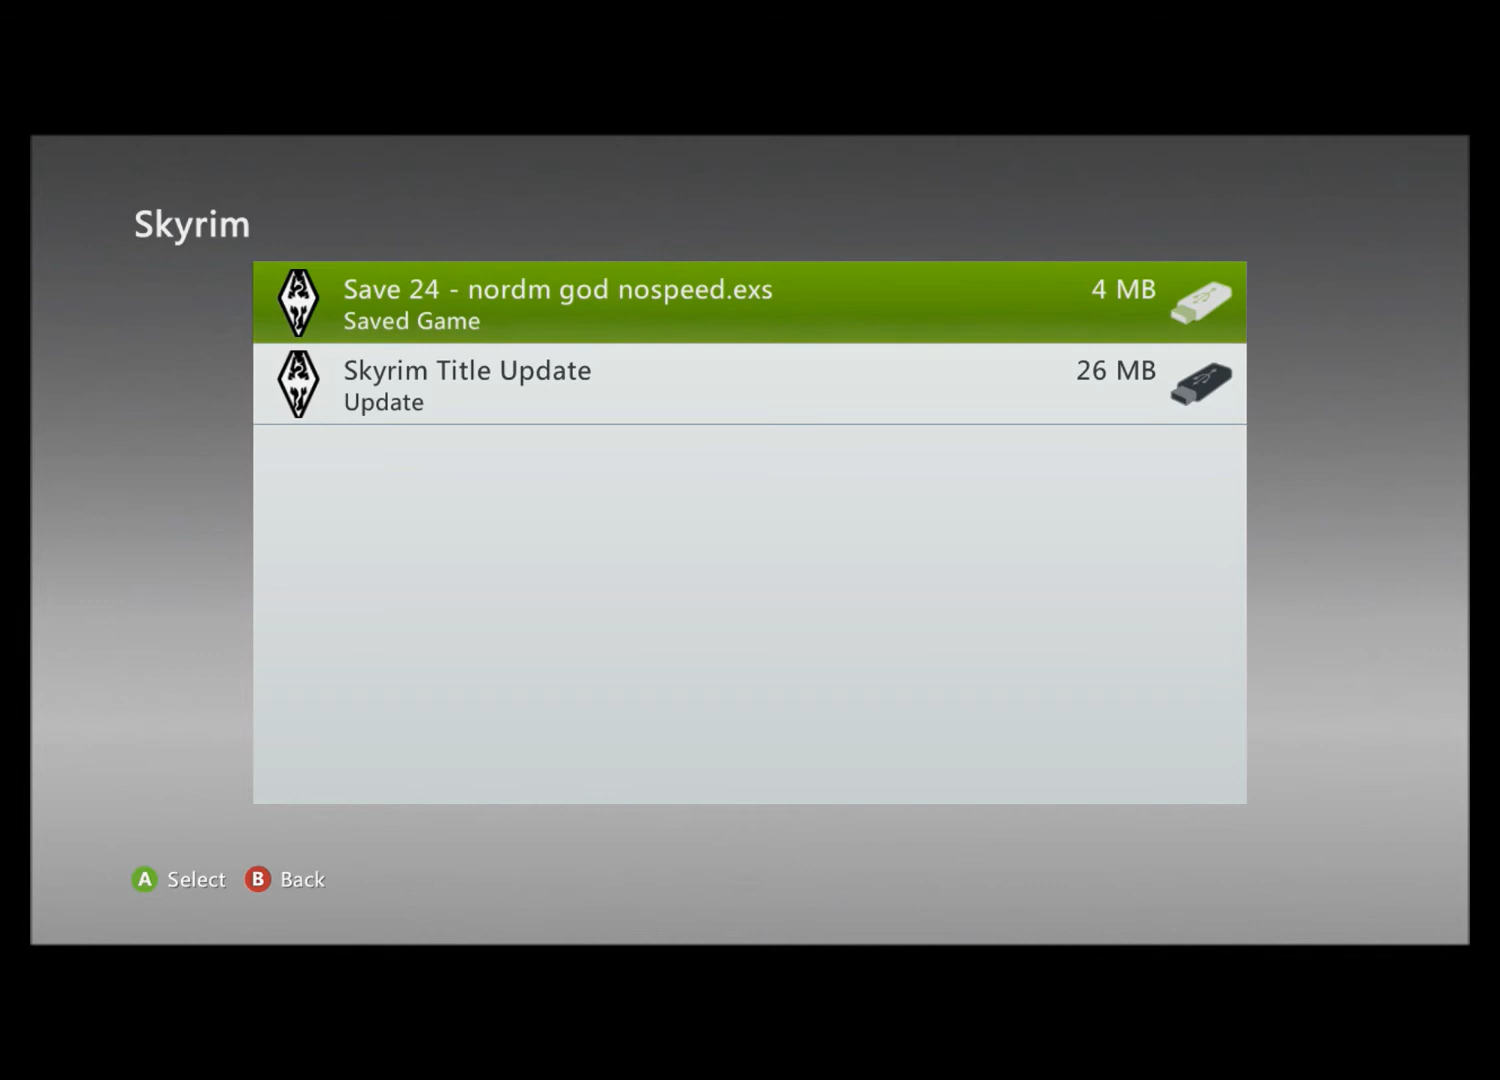 Skyrim
Save 24 - nordm god nospeed.exs
4 MB
Saved Game
Skyrim Title Update
26 MB
Update
A Select B Back